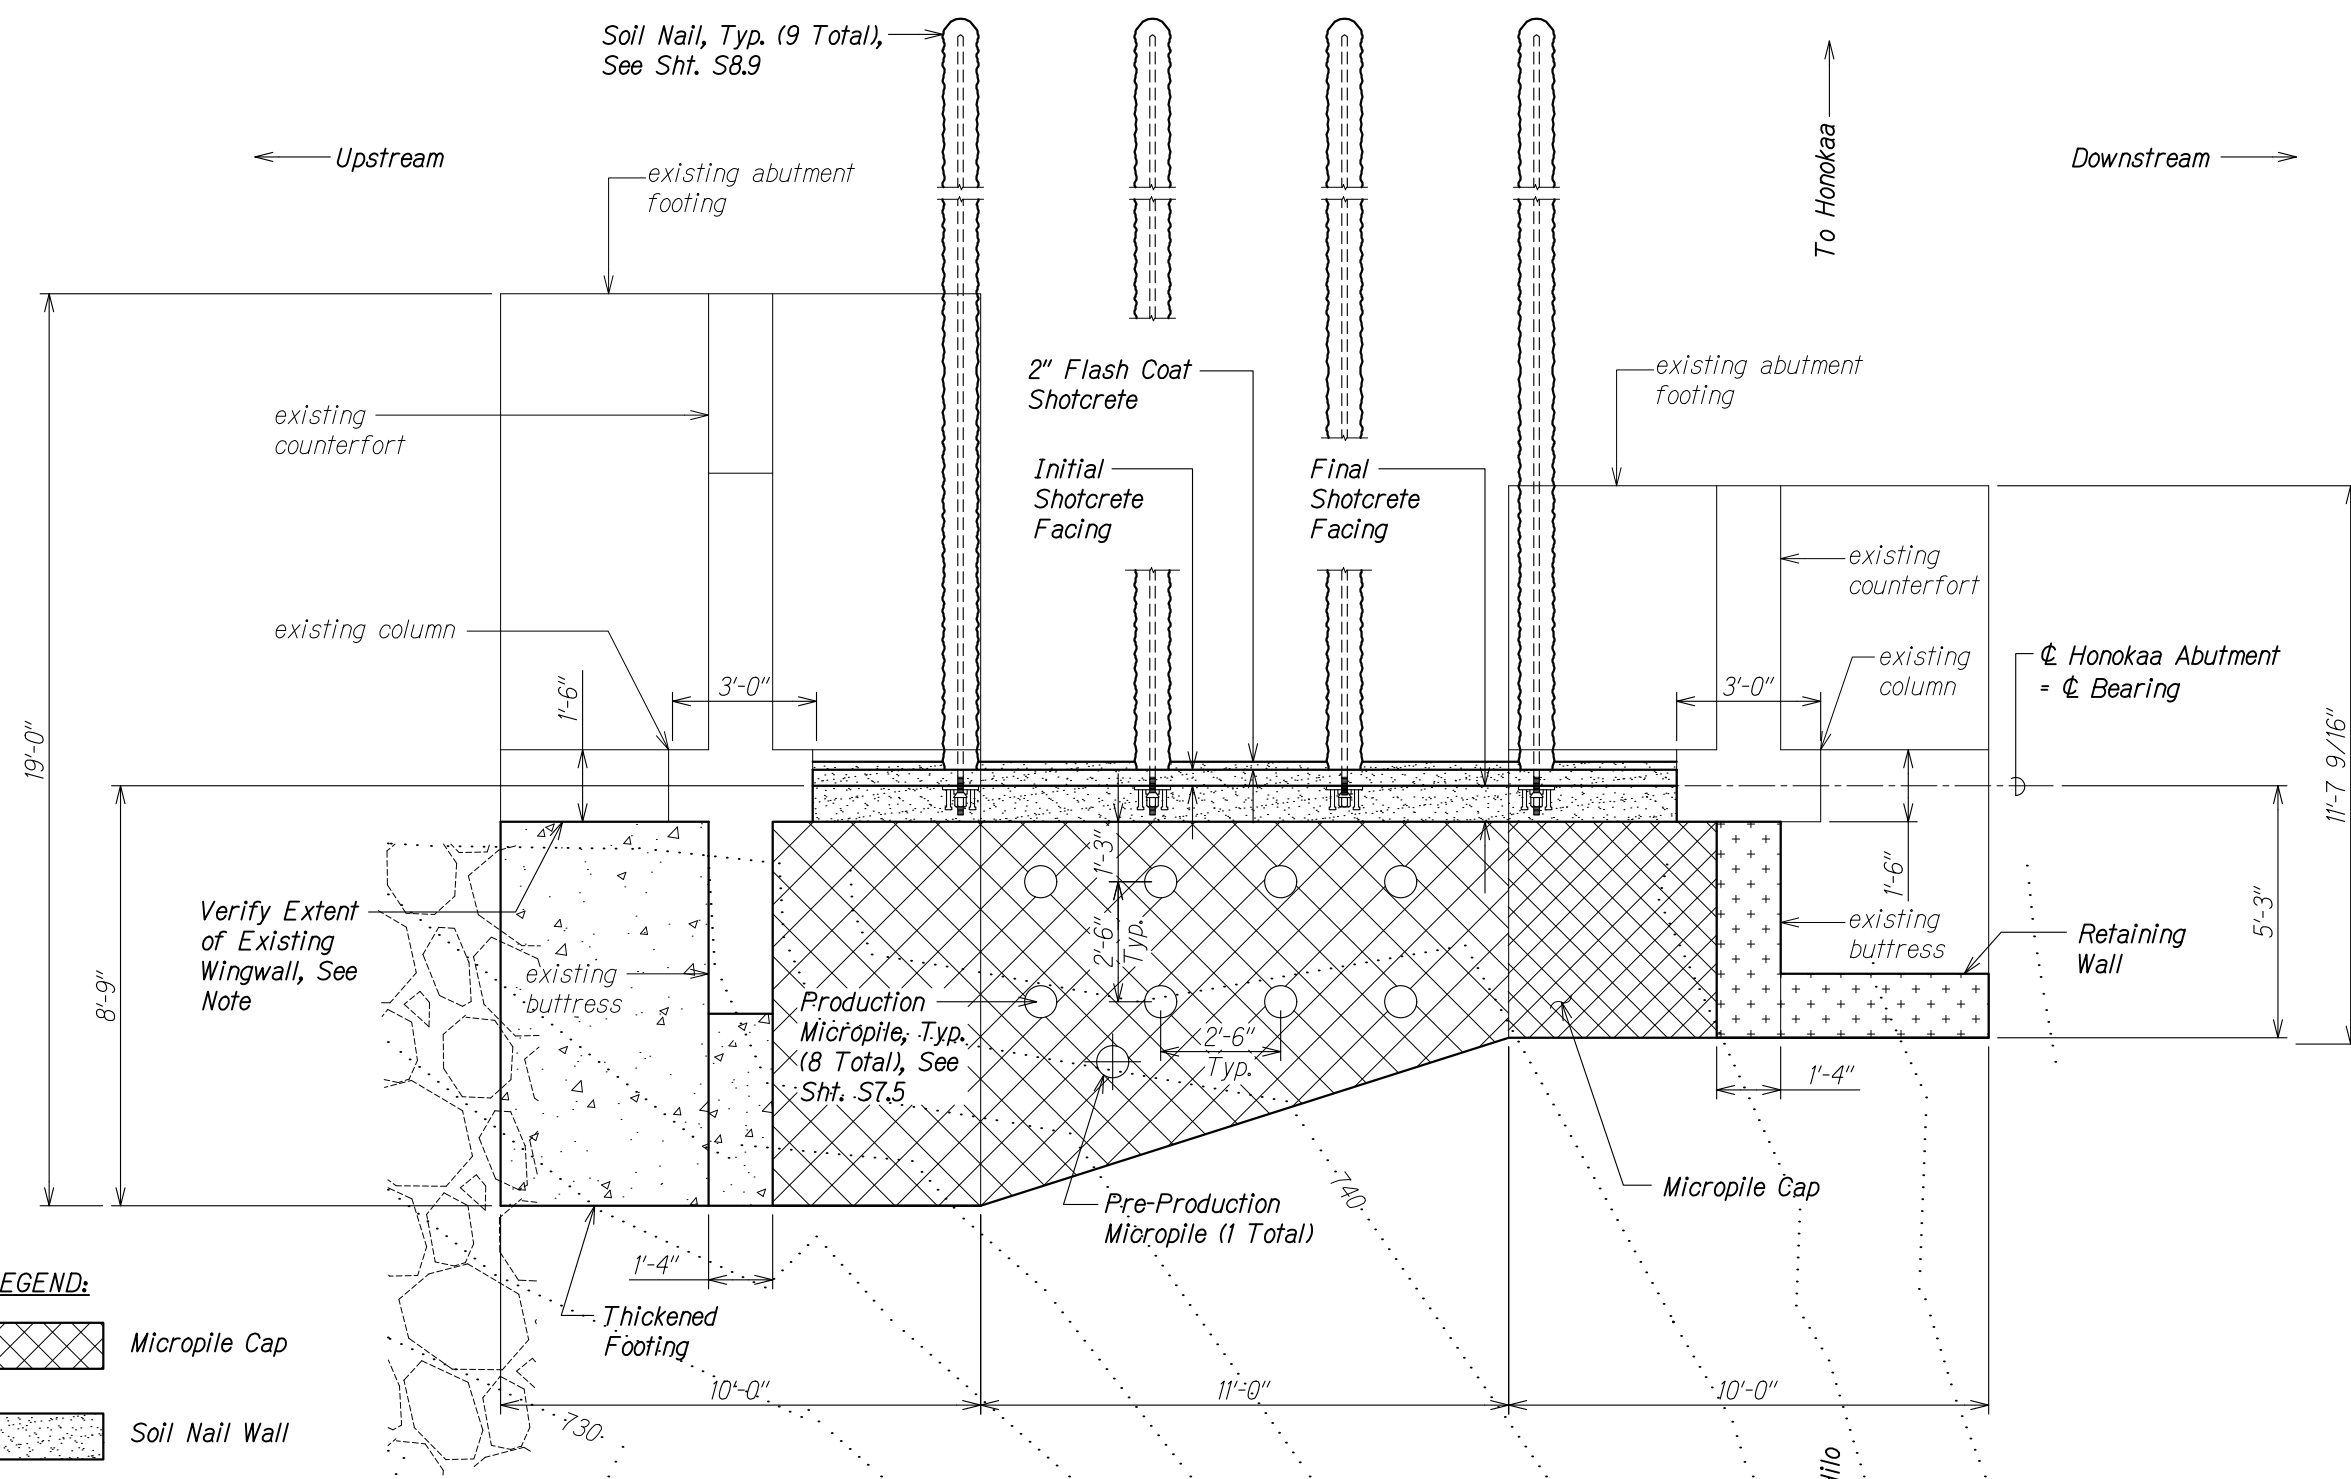 Soil Nail, Typ. (9 Total),
See Sht. S8.9
Upstream
To Honokaa
Downstream
existing abutment
footing
2" Flash Coat
Shotcrete
existing abutment
footing
existing
counterfort
Initial
Shotcrete
Facing
Final
Shotcrete
Facing
existing
counterfort
existing column
existing
column
℄ Honokaa Abutment
= ℄ Bearing
3'-0"
3'-0"
1'-6"
19'-0"
11'-7 9/16"
8'-9"
1'-3"
2'-6"
Typ.
1'-6"
5'-3"
Verify Extent
of Existing
Wingwall, See
Note
existing
buttress
existing
buttress
Retaining
Wall
Production
Micropile, Typ.
(8 Total), See
Sht. S7.5
2'-6"
Typ.
1'-4"
Micropile Cap
740
Pre-Production
Micropile (1 Total)
1'-4"
Thickened
Footing
EGEND:
Micropile Cap
Soil Nail Wall
10'-0"
11'-0"
10'-0"
730
Hilo